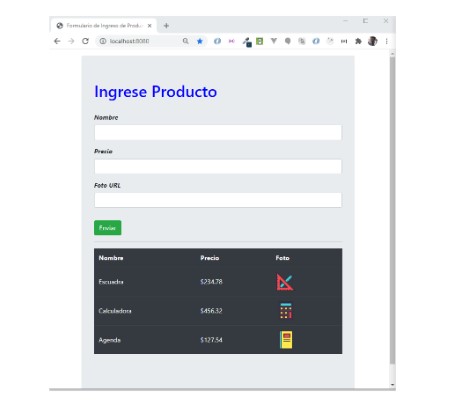 Formulario de Ingreso de Produ
localhost:8080
Ingrese Producto
Nombre
Precio
Foto URL
Enviar
Nombre Precio Foto
Escuadra $234.78
Calculadora $456.32
Agenda $127.54